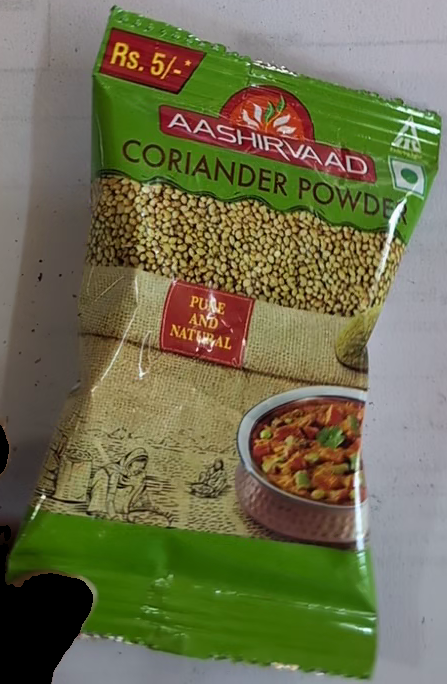 Rs. 5/-*
AASHIRVAAD
CORIANDER POWDER
PURE
AND
NATURAL